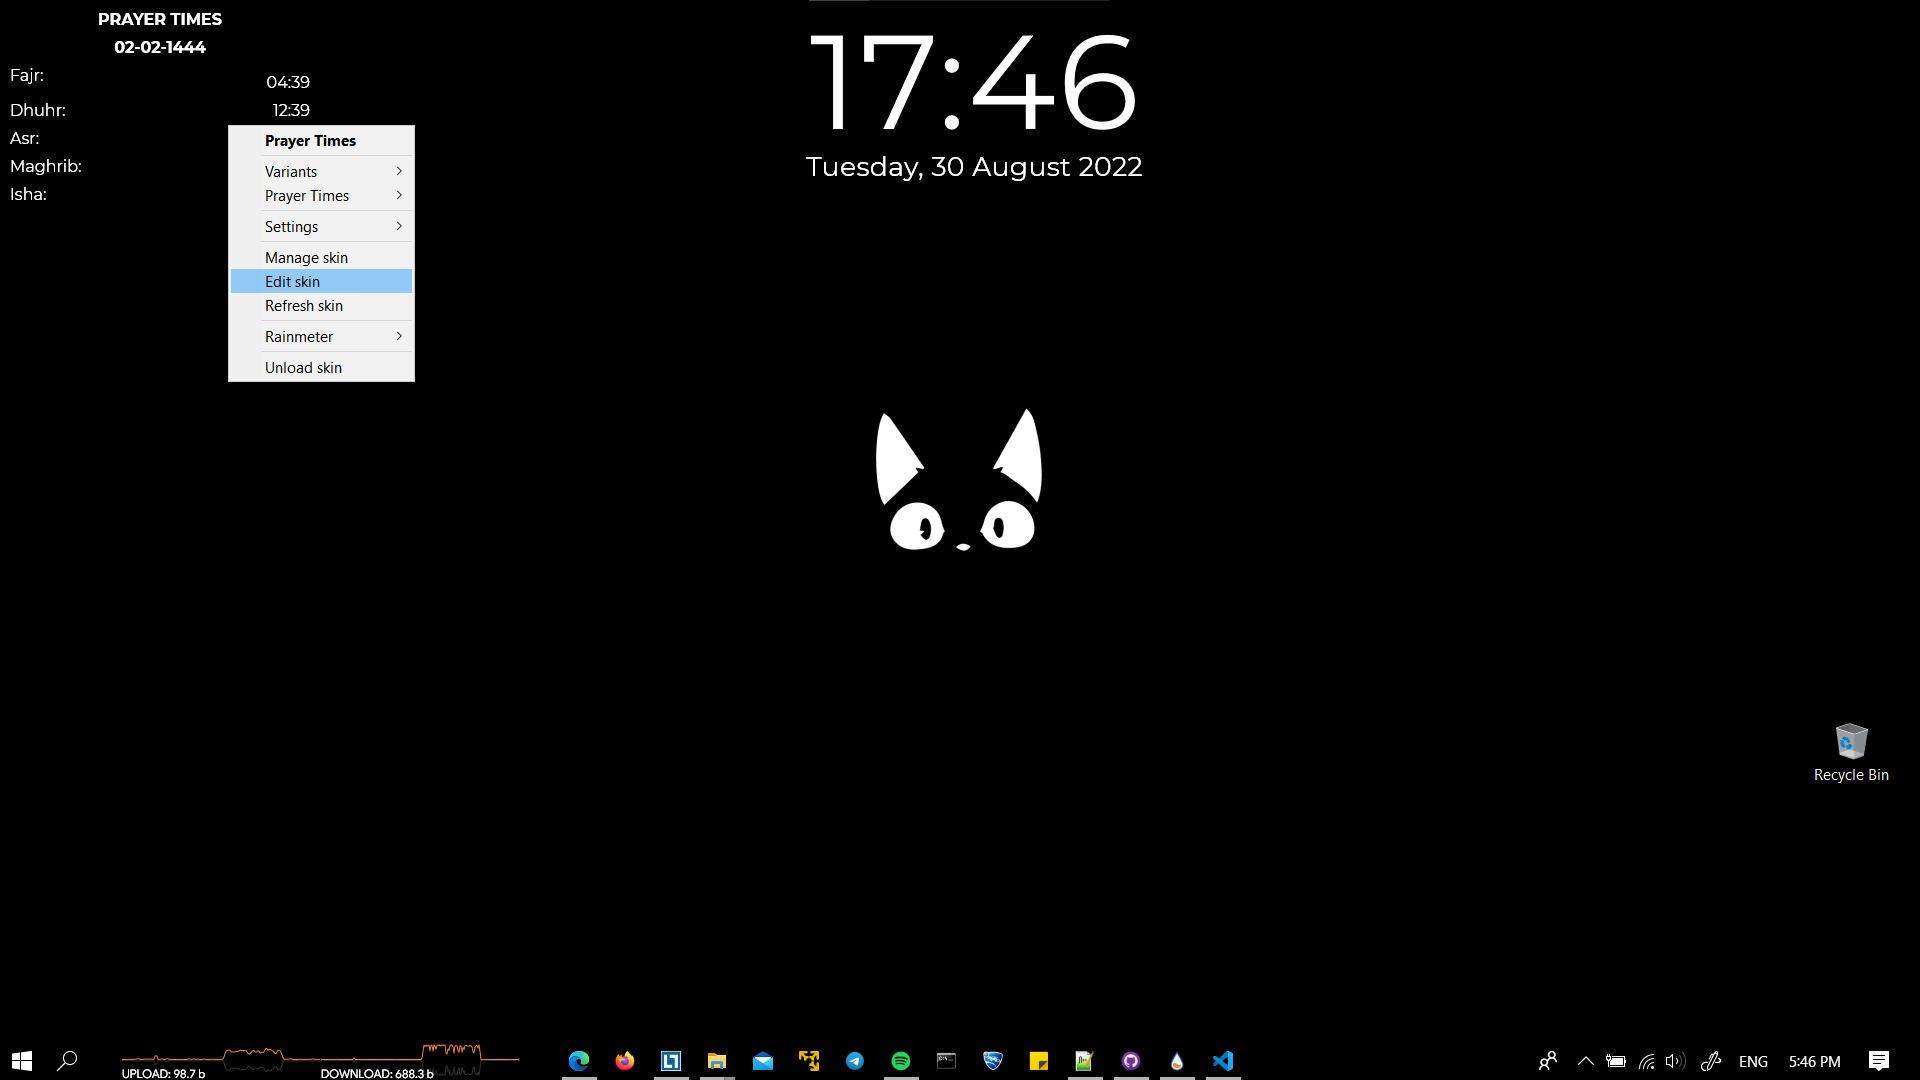 PRAYER TIMES
02-02-1444
Fajr: 04:39
Dhuhr: 12:39
Asr:
Maghrib:
Isha:
Prayer Times
Variants
Prayer Times
Settings
Manage skin
Edit skin
Refresh skin
Rainmeter
Unload skin
17:46
Tuesday, 30 August 2022
Recycle Bin
UPLOAD: 98.7 b
DOWNLOAD: 688.3 b
ENG
5:46 PM